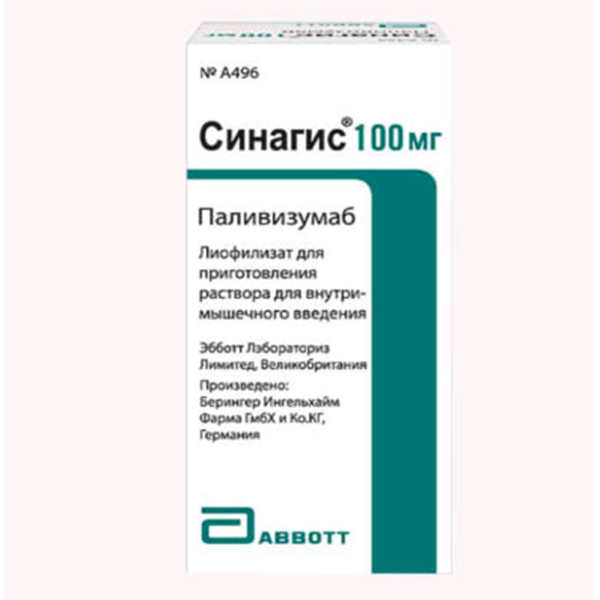 № А496
Синагис® 100 мг
Паливизумаб
Лиофилизат для
приготовления
раствора для внутри-
мышечного введения
Эбботт Лэбораториз
Лимитед, Великобритания
Произведено:
Берингер Ингельхайм
Фарма ГмбХ и Ко.КГ,
Германия
ABBOTT